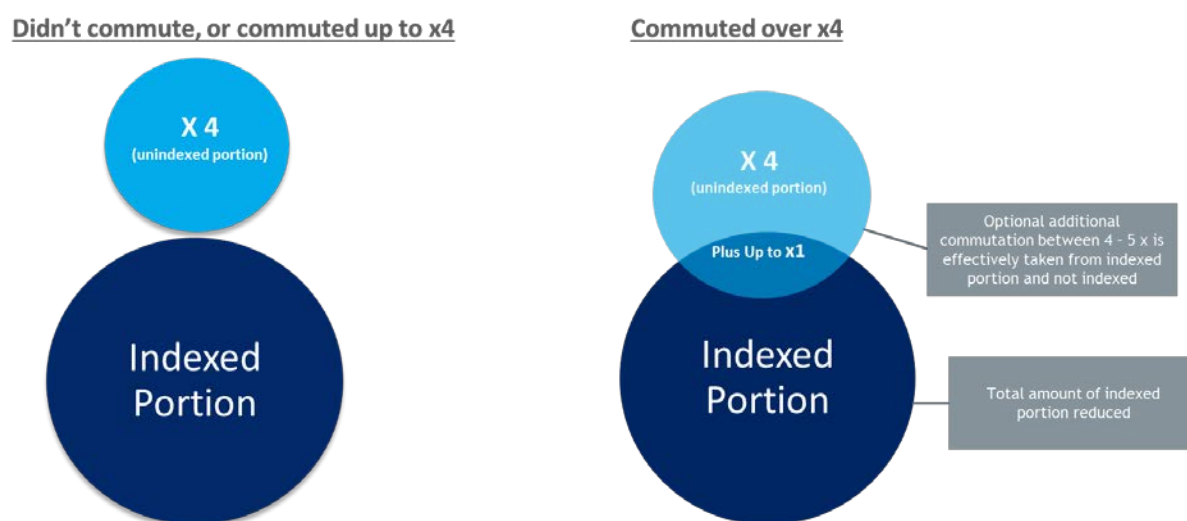 Didn’t commute, or commuted up to x4
X 4
(unindexed portion)
Indexed
Portion
Commuted over x4
X 4
(unindexed portion)
Plus Up to x1
Indexed
Portion
Optional additional
commutation between 4 - 5 x is
effectively taken from indexed
portion and not indexed
Total amount of indexed
portion reduced